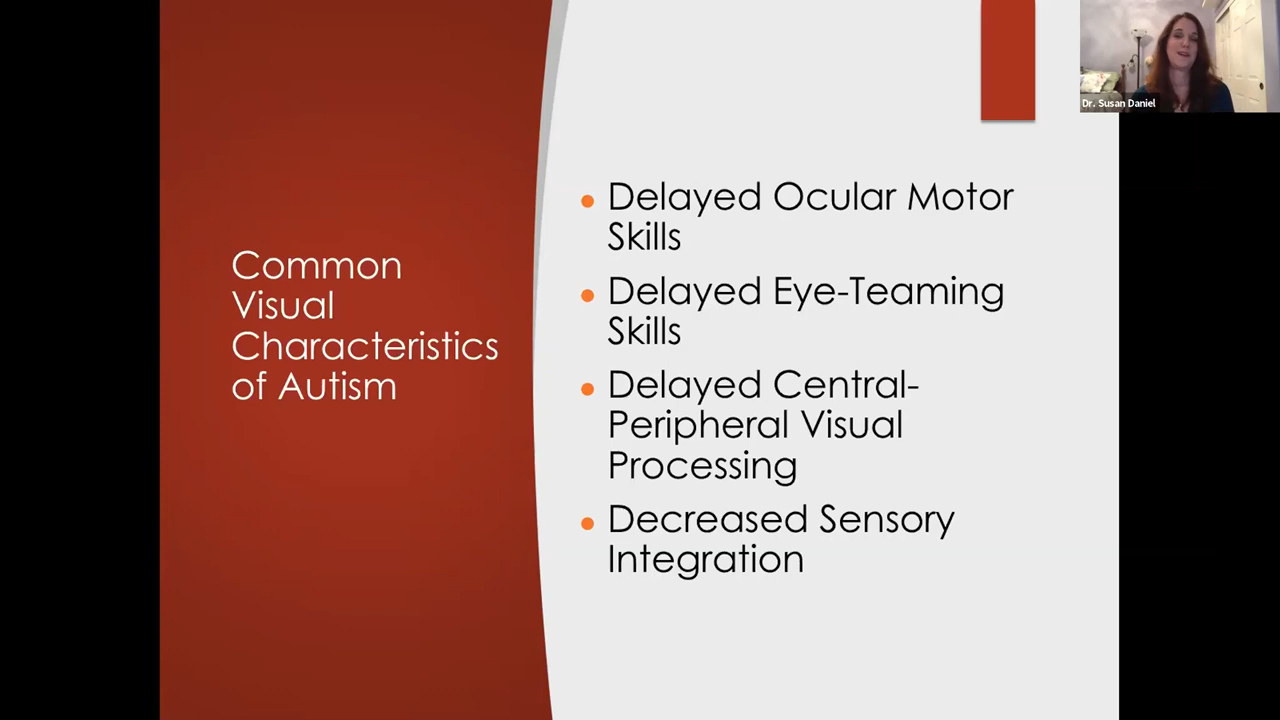 Common
Visual
Characteristics
of Autism
Delayed Ocular Motor
Skills
Delayed Eye-Teaming
Skills
Delayed Central-
Peripheral Visual
Processing
Decreased Sensory
Integration
Dr. Susan Daniel